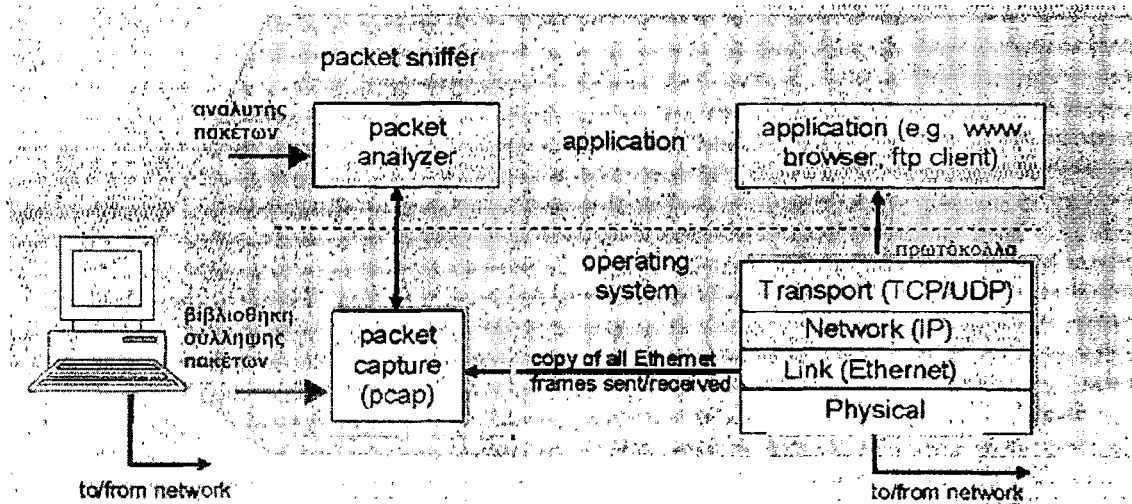 packet sniffer
αναλυτής
πακέτων
packet
analyzer
application
application (e.g., www
browser, ftp client)
operating
system
πρωτόκολλα
Transport (TCP/UDP)
Network (IP)
Link (Ethernet)
Physical
βιβλιοθήκη
σύλληψης
πακέτων
packet
capture
(pcap)
copy of all Ethernet
frames sent/received
to/from network
to/from network